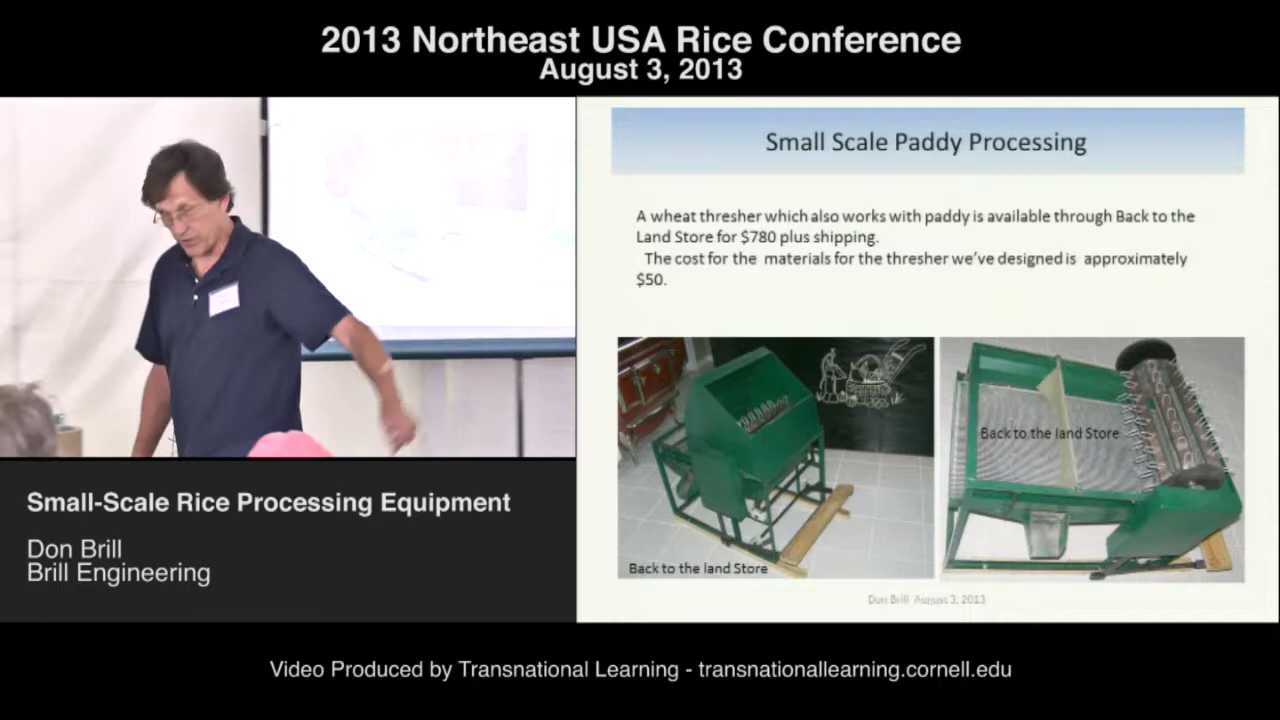 2013 Northeast USA Rice Conference
August 3, 2013
Small Scale Paddy Processing
A wheat thresher which also works with paddy is available through Back to the
Land Store for $780 plus shipping.
The cost for the materials for the thresher we've designed is approximately
$50.
Back to the land Store
Back to the land Store
Don Brill August 3, 2013
Small-Scale Rice Processing Equipment
Don Brill
Brill Engineering
Video Produced by Transnational Learning - transnationallearning.cornell.edu